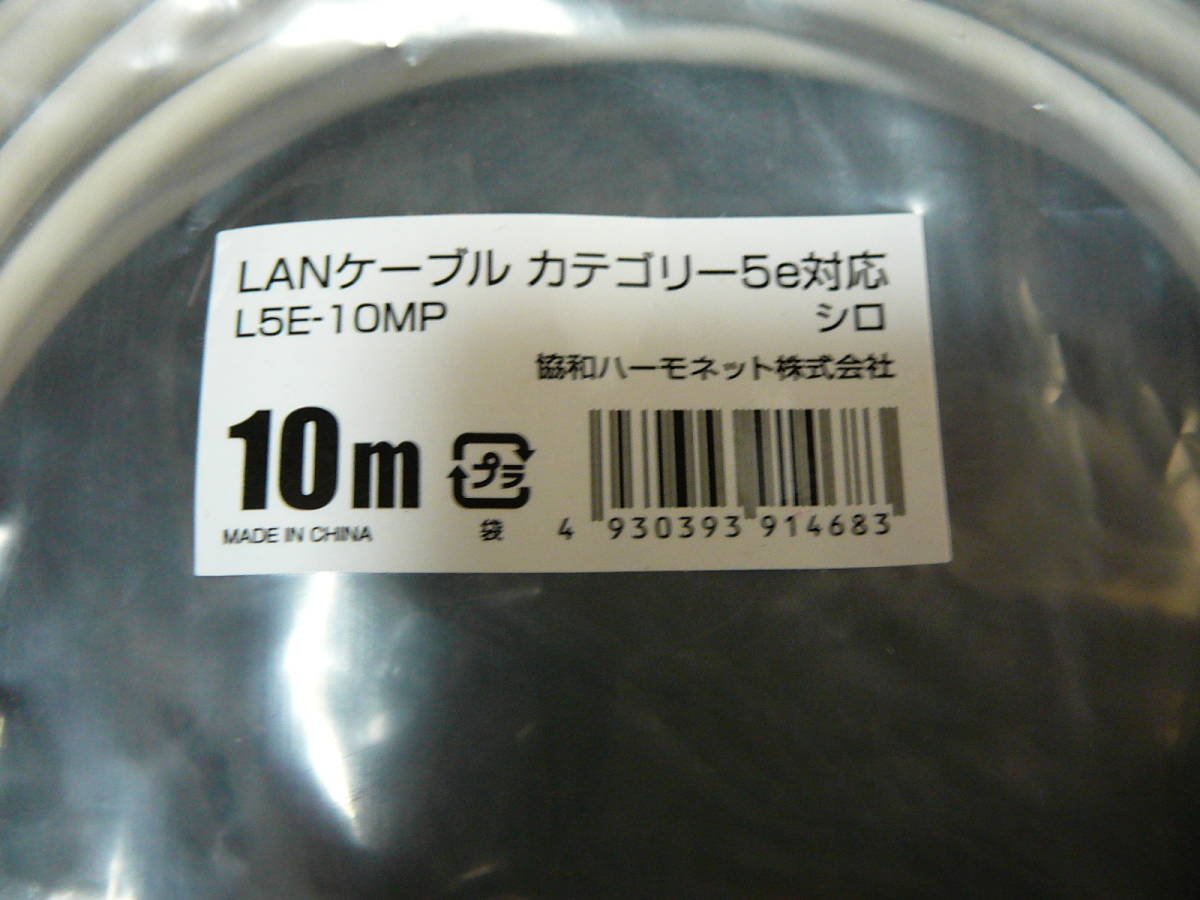 LANケーブル カテゴリー5e対応
L5E-10MP シロ
協和ハーモネット株式会社
10m プラ
MADE IN CHINA 袋 4 930393 914683